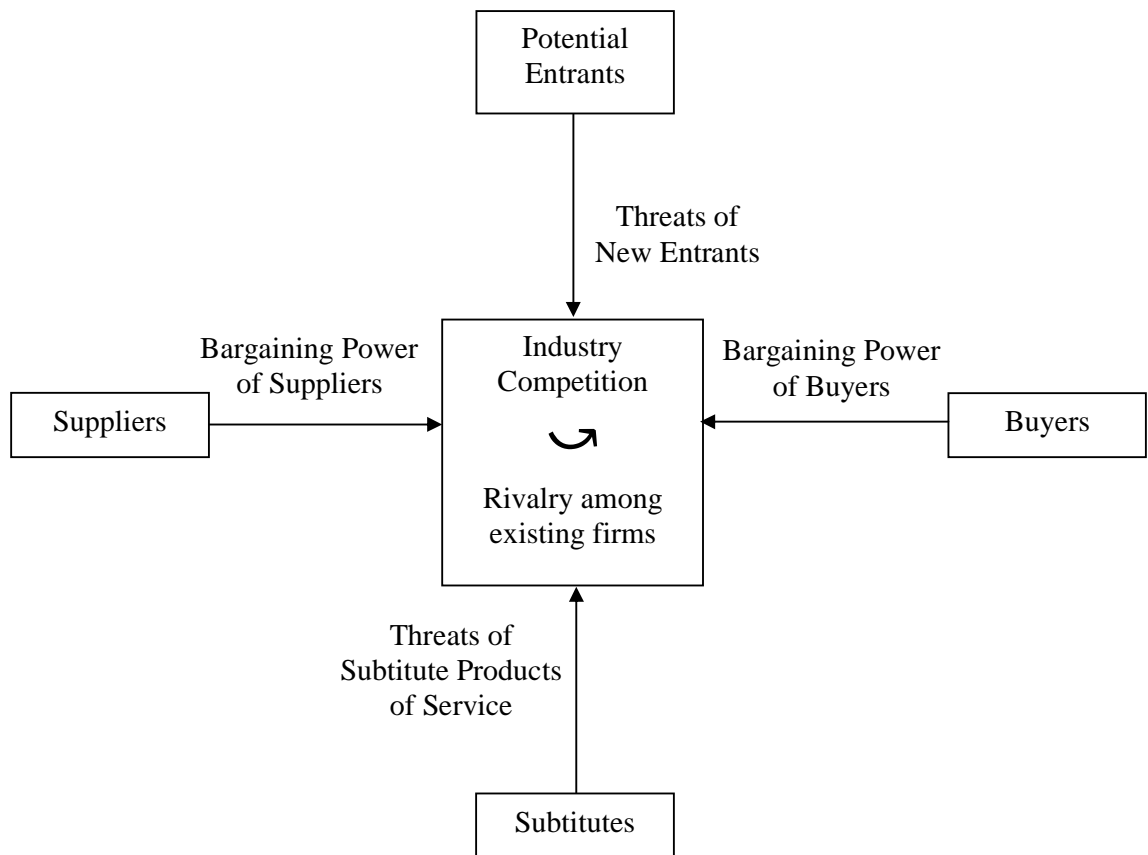 Potential
Entrants
Threats of
New Entrants
Bargaining Power
of Suppliers
Industry
Competition
Bargaining Power
of Buyers
Suppliers
Buyers
Rivalry among
existing firms
Threats of
Subtitute Products
of Service
Subtitutes